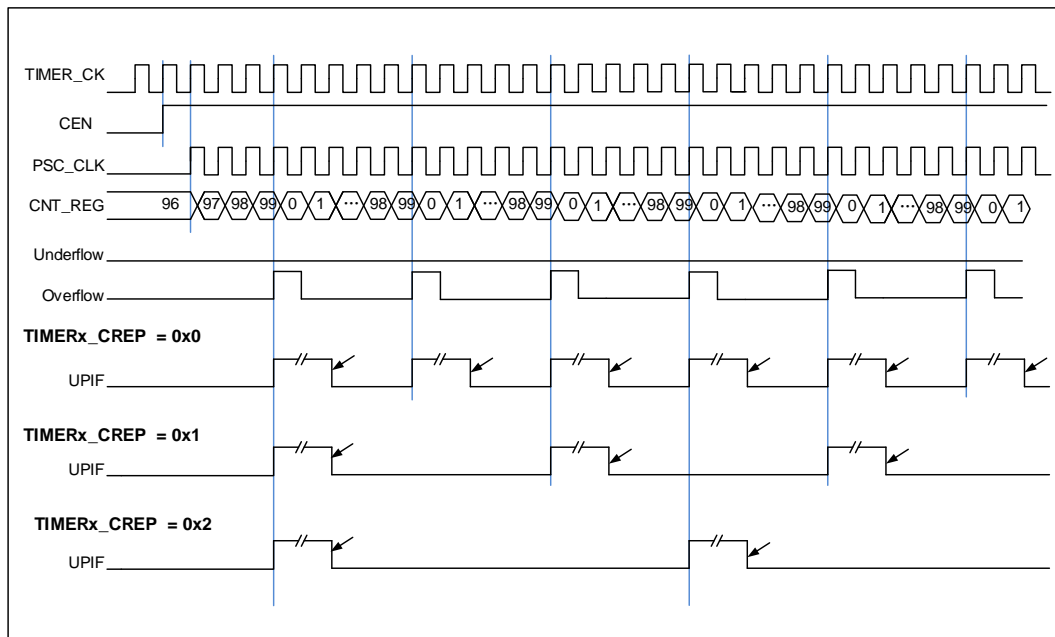 TIMER_CK
CEN
PSC_CLK
CNT_REG 96 97 98 99 0 1 ... 98 99 0 1 ... 98 99 0 1 ... 98 99 0 1 ... 98 99 0 1 ... 98 99 0 1
Underflow
Overflow
TIMERx_CREP = 0x0
UPIF
TIMERx_CREP = 0x1
UPIF
TIMERx_CREP = 0x2
UPIF